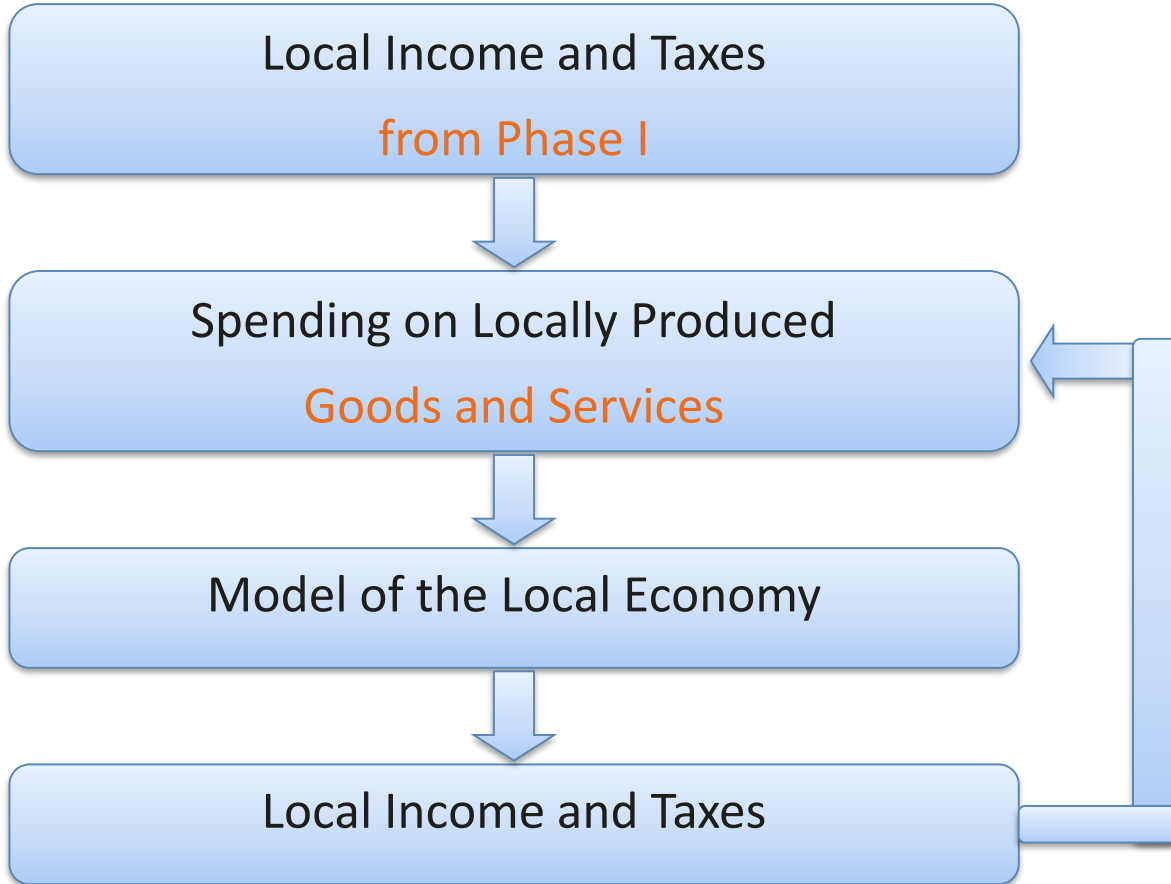 Local Income and Taxes
from Phase I
Spending on Locally Produced
Goods and Services
Model of the Local Economy
Local Income and Taxes